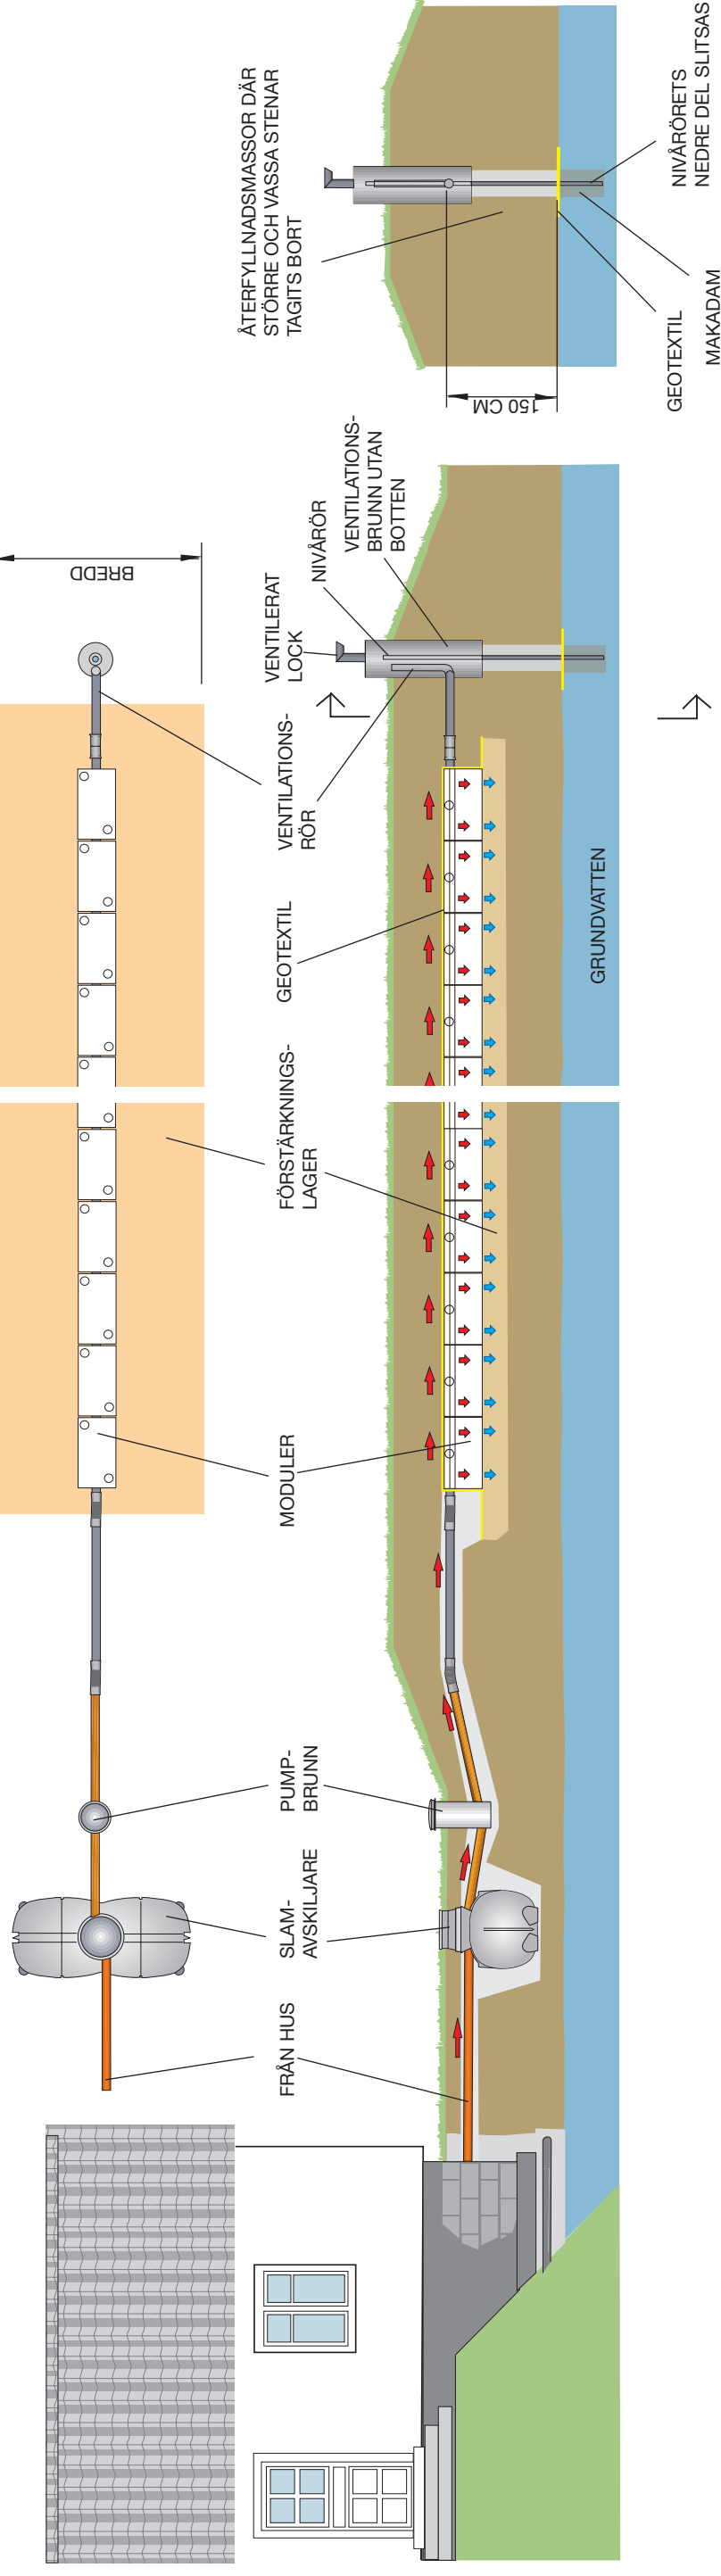 FRÅN HUS
SLAM-
AVSKILJARE
PUMP-
BRUNN
MODULER
FÖRSTÄRKNINGS-
LAGER
GEOTEXTIL
VENTILATIONS-
RÖR
VENTILERAT
LOCK
NIVÅRÖR
VENTILATIONS-
BRUNN UTAN
BOTTEN
BREDD
GRUNDVATTEN
ÅTERFYLLNADSMASSOR DÄR
STÖRRE OCH VASSA STENAR
TAGITS BORT
150 CM
GEOTEXTIL
MAKADAM
NIVÅRÖRETS
NEDRE DEL SLITSAS